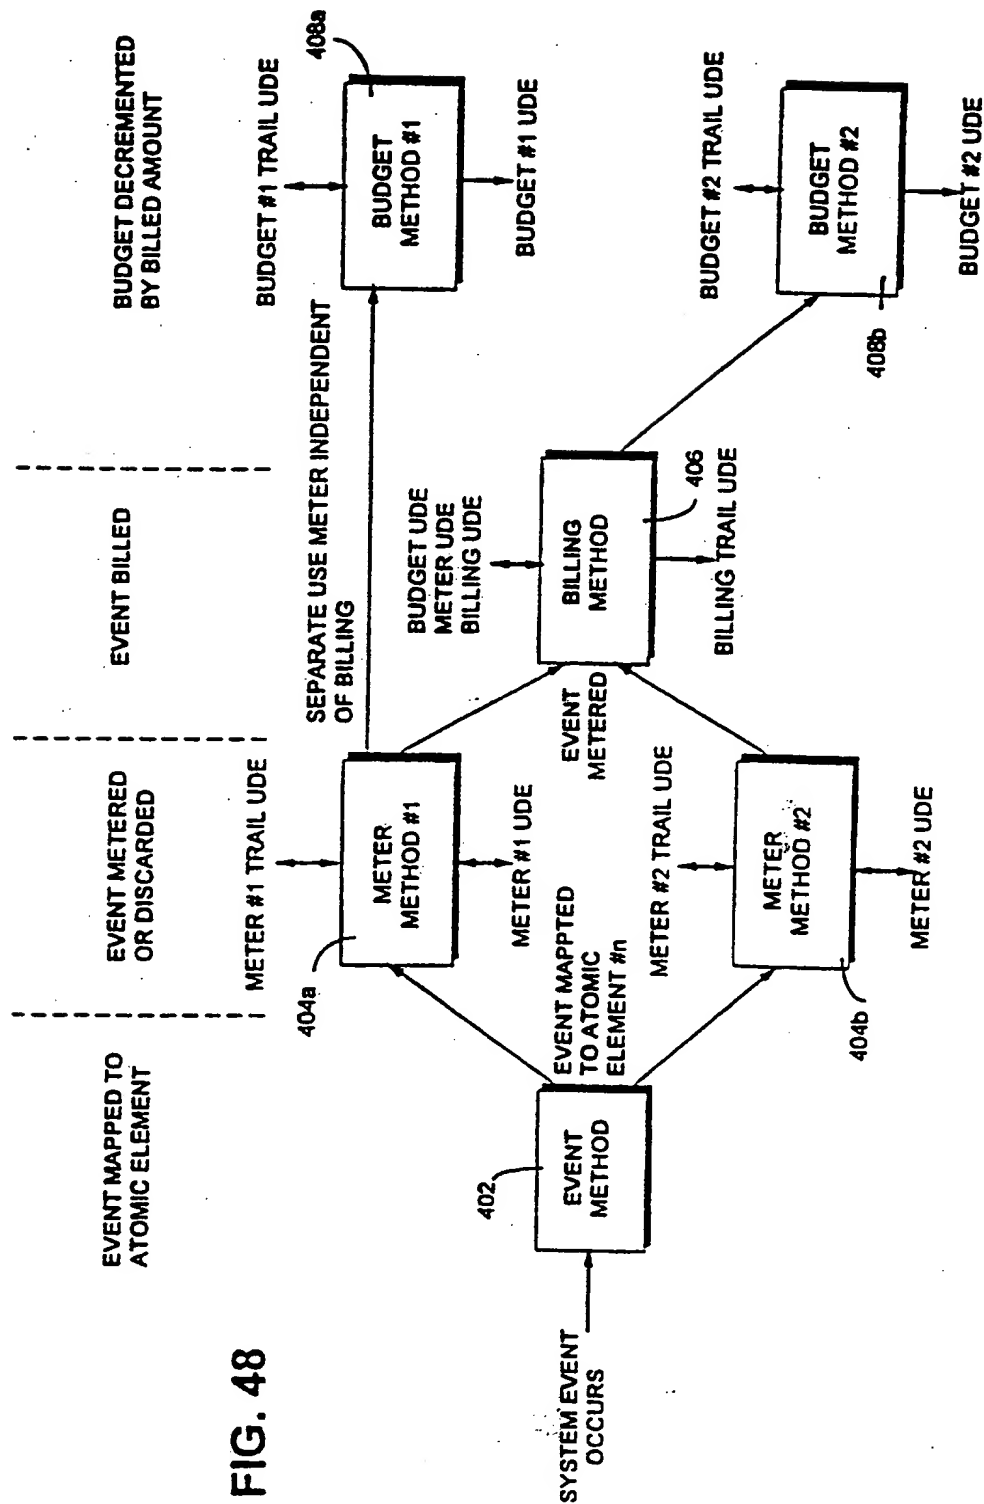 FIG. 48
EVENT MAPPED TO
ATOMIC ELEMENT
EVENT METERED
OR DISCARDED
EVENT BILLED
BUDGET DECREMENTED
BY BILLED AMOUNT
SYSTEM EVENT
OCCURS
402
EVENT
METHOD
EVENT MAPPTED
TO ATOMIC
ELEMENT #n
METER #1 TRAIL UDE
404a
METER
METHOD #1
METER #1 UDE
METER #2 TRAIL UDE
METER
METHOD #2
404b
METER #2 UDE
SEPARATE USE METER INDEPENDENT
OF BILLING
EVENT
METERED
BUDGET UDE
METER UDE
BILLING UDE
BILLING
METHOD
406
BILLING TRAIL UDE
BUDGET #1 TRAIL UDE
408a
BUDGET
METHOD #1
BUDGET #1 UDE
BUDGET #2 TRAIL UDE
BUDGET
METHOD #2
408b
BUDGET #2 UDE